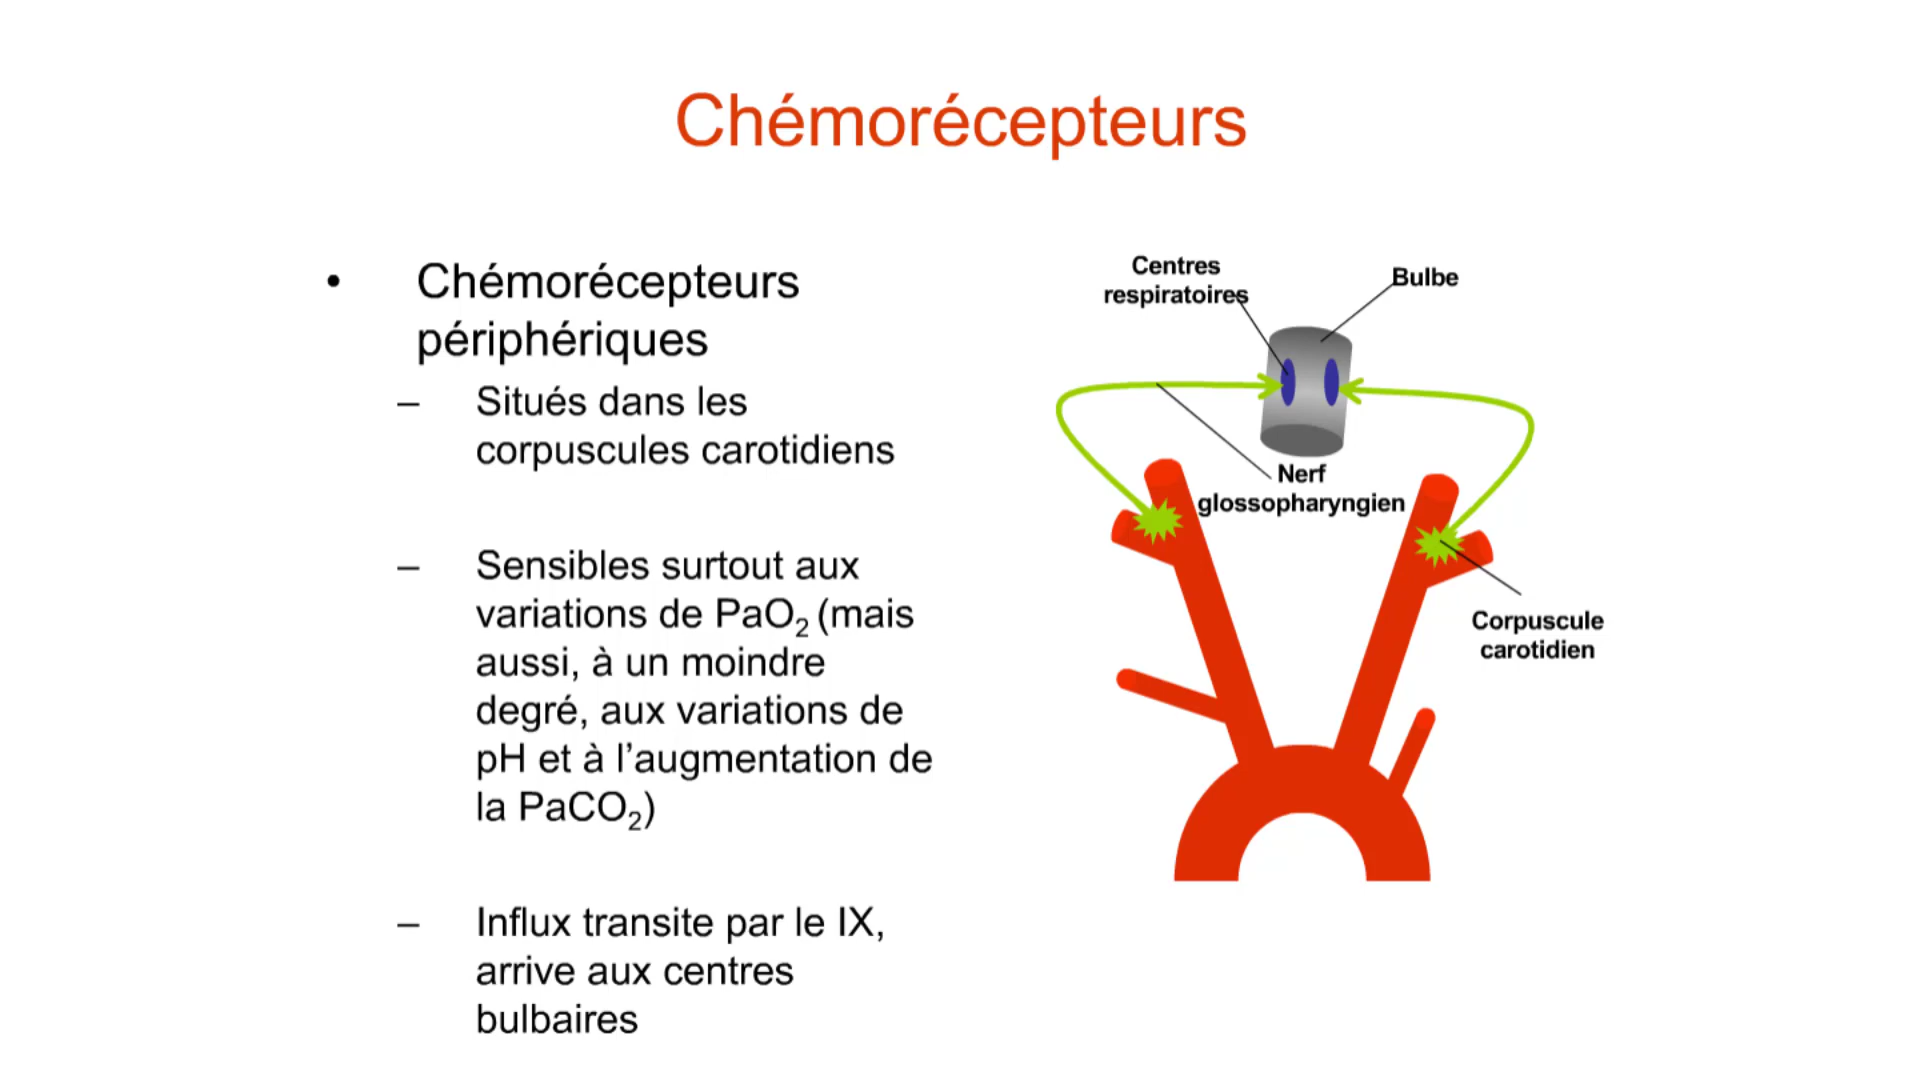 Chémorécepteurs
• Chémorécepteurs
périphériques
– Situés dans les
corpuscules carotidiens
– Sensibles surtout aux
variations de PaO₂ (mais
aussi, à un moindre
degré, aux variations de
pH et à l’augmentation de
la PaCO₂)
– Influx transite par le IX,
arrive aux centres
bulbaires
Centres
respiratoires
Bulbe
Nerf
glossopharyngien
Corpuscule
carotidien